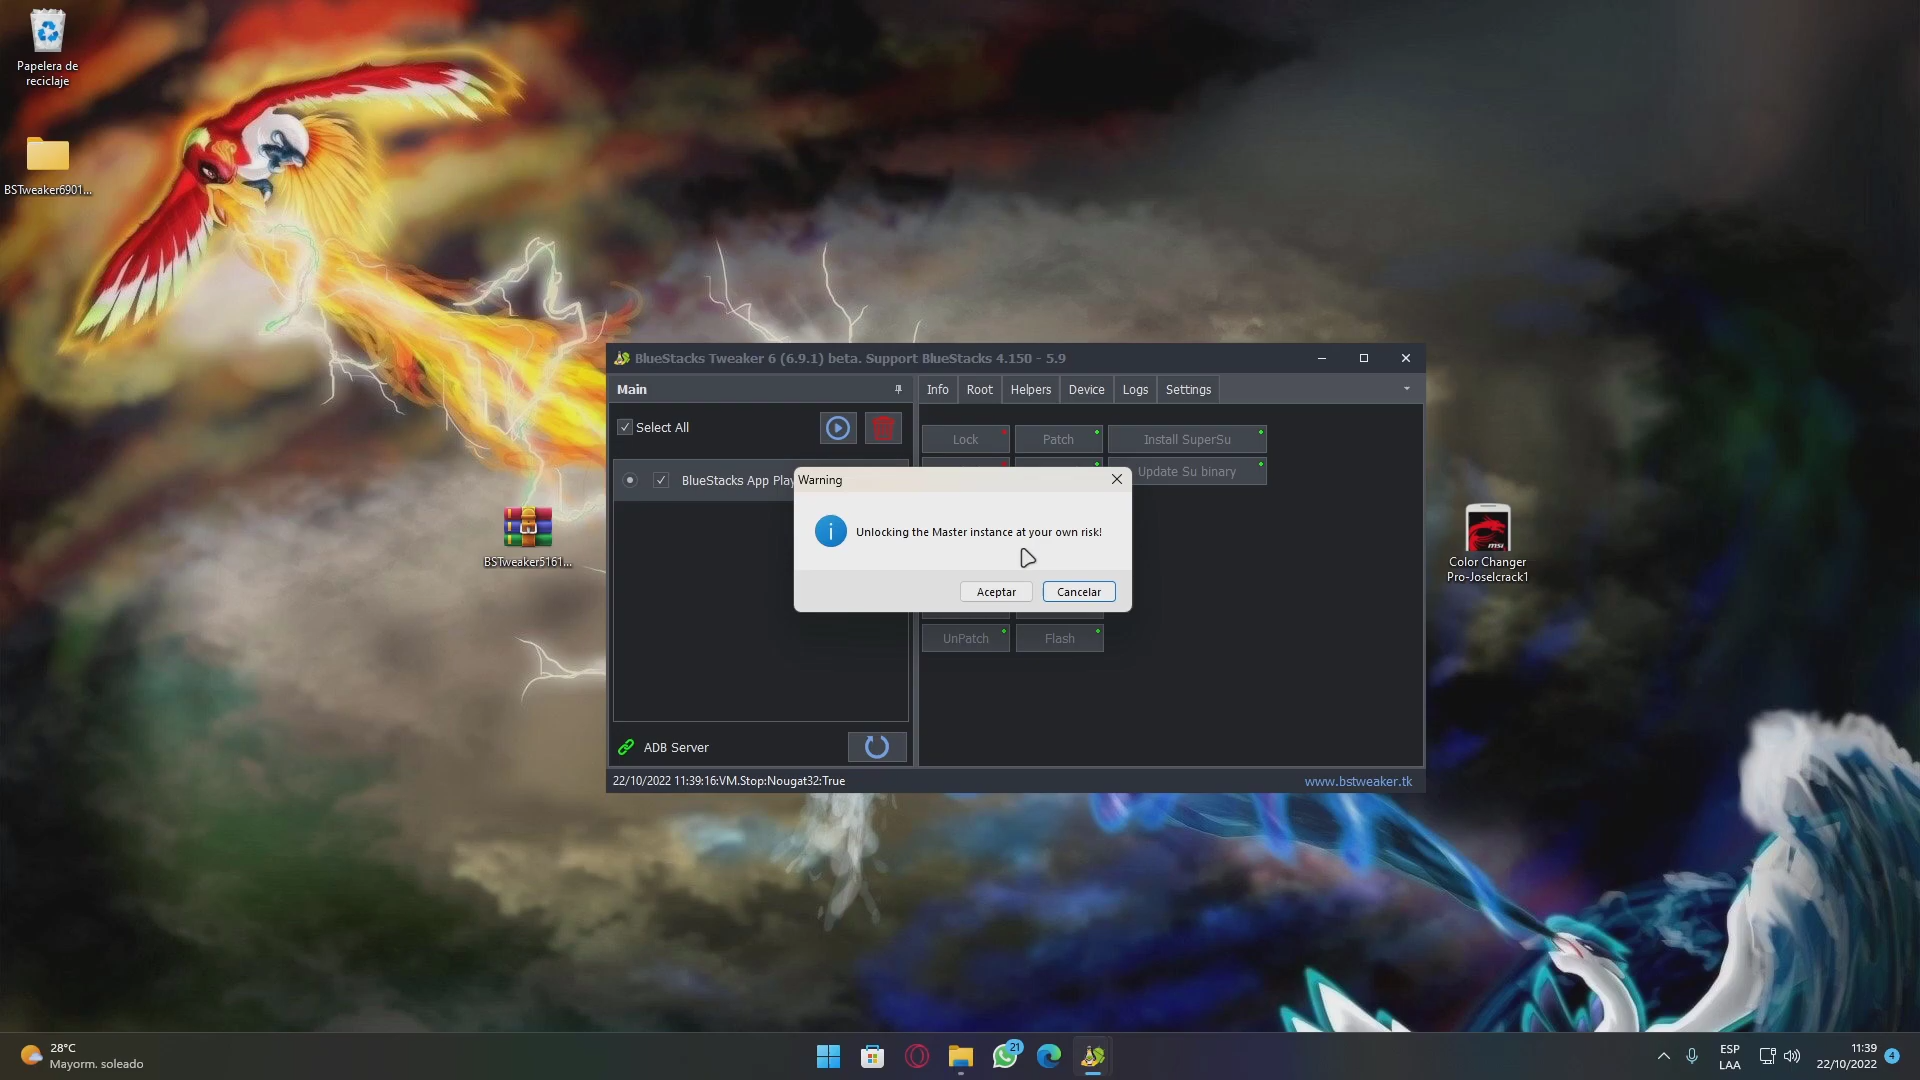 Papelera de
reciclaje
BSTweaker6901...
BSTweaker5161...
Color Changer
Pro-Joselcrack1
BlueStacks Tweaker 6 (6.9.1) beta. Support BlueStacks 4.150 - 5.9
Main
Info Root Helpers Device Logs Settings
Select All
Lock Patch Install SuperSu
BlueStacks App Play
Update Su binary
Warning
Unlocking the Master instance at your own risk!
Aceptar Cancelar
UnPatch Flash
ADB Server
22/10/2022 11:39:16:VM.Stop:Nougat32:True
www.bstweaker.tk
28°C
Mayorm. soleado
21
ESP
LAA
11:39
22/10/2022
4